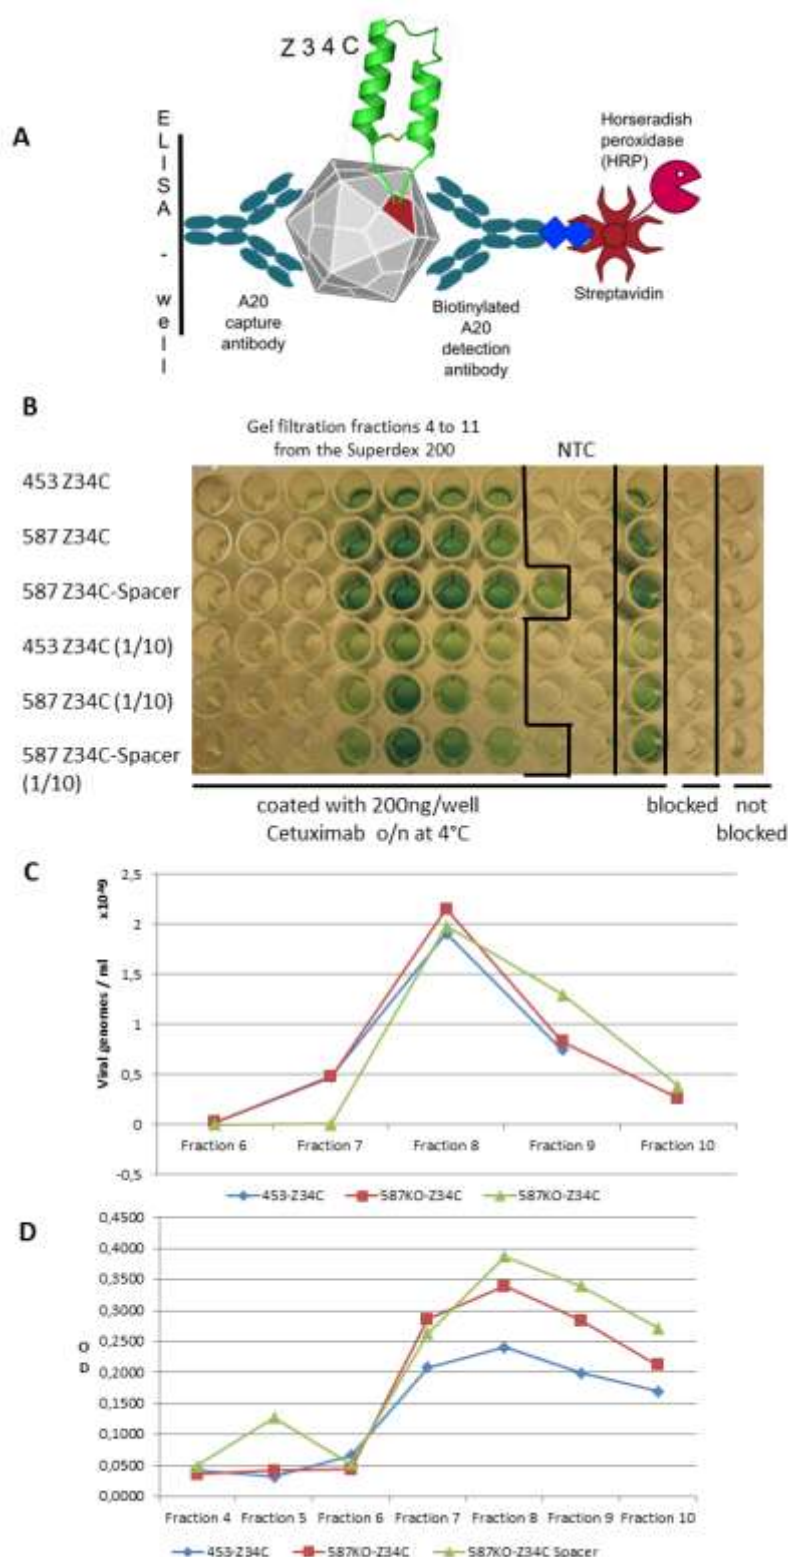 A
Z 3 4 C
ELISA - well
Horseradish
peroxidase
(HRP)
A20
capture
antibody
Biotinylated
A20
detection
antibody
Streptavidin
B
Gel filtration fractions 4 to 11
from the Superdex 200
NTC
453 Z34C
587 Z34C
587 Z34C-Spacer
453 Z34C (1/10)
587 Z34C (1/10)
587 Z34C-Spacer
(1/10)
coated with 200ng/well
Cetuximab o/n at 4°C
blocked
not
blocked
C
x10^9
Viral genomes / ml
2,5
2
1,5
1
0,5
0
-0,5
Fraction 6 Fraction 7 Fraction 8 Fraction 9 Fraction 10
453-Z34C 587KO-Z34C 587KO-Z34C
D
OD
0,4500
0,4000
0,3500
0,3000
0,2500
0,2000
0,1500
0,1000
0,0500
0,0000
Fraction 4 Fraction 5 Fraction 6 Fraction 7 Fraction 8 Fraction 9 Fraction 10
453-Z34C 587KO-Z34C 587KO-Z34C Spacer